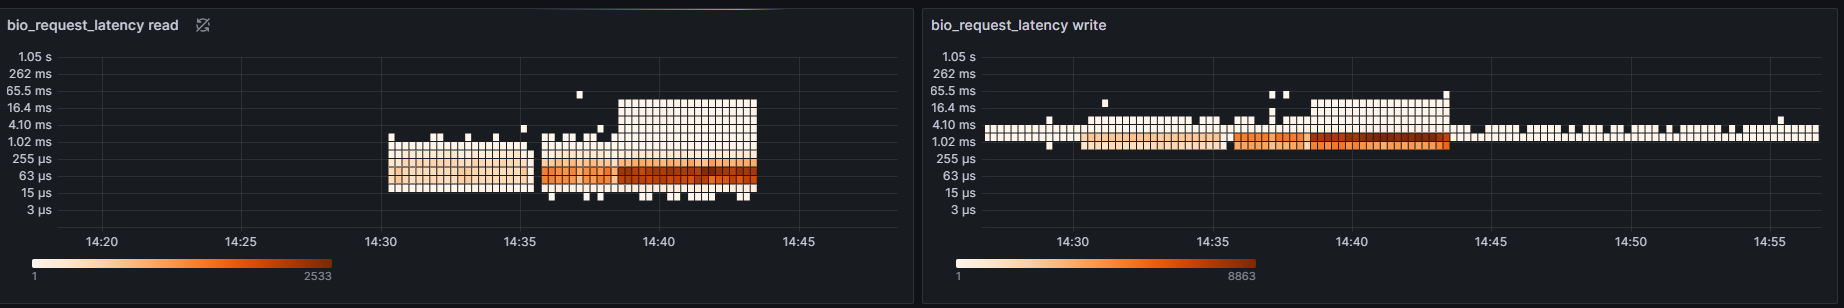 bio_request_latency read
1.05 s
262 ms
65.5 ms
16.4 ms
4.10 ms
1.02 ms
255 µs
63 µs
15 µs
3 µs
14:20 14:25 14:30 14:35 14:40 14:45
1 2533
bio_request_latency write
1.05 s
262 ms
65.5 ms
16.4 ms
4.10 ms
1.02 ms
255 µs
63 µs
15 µs
3 µs
14:30 14:35 14:40 14:45 14:50 14:55
1 8863